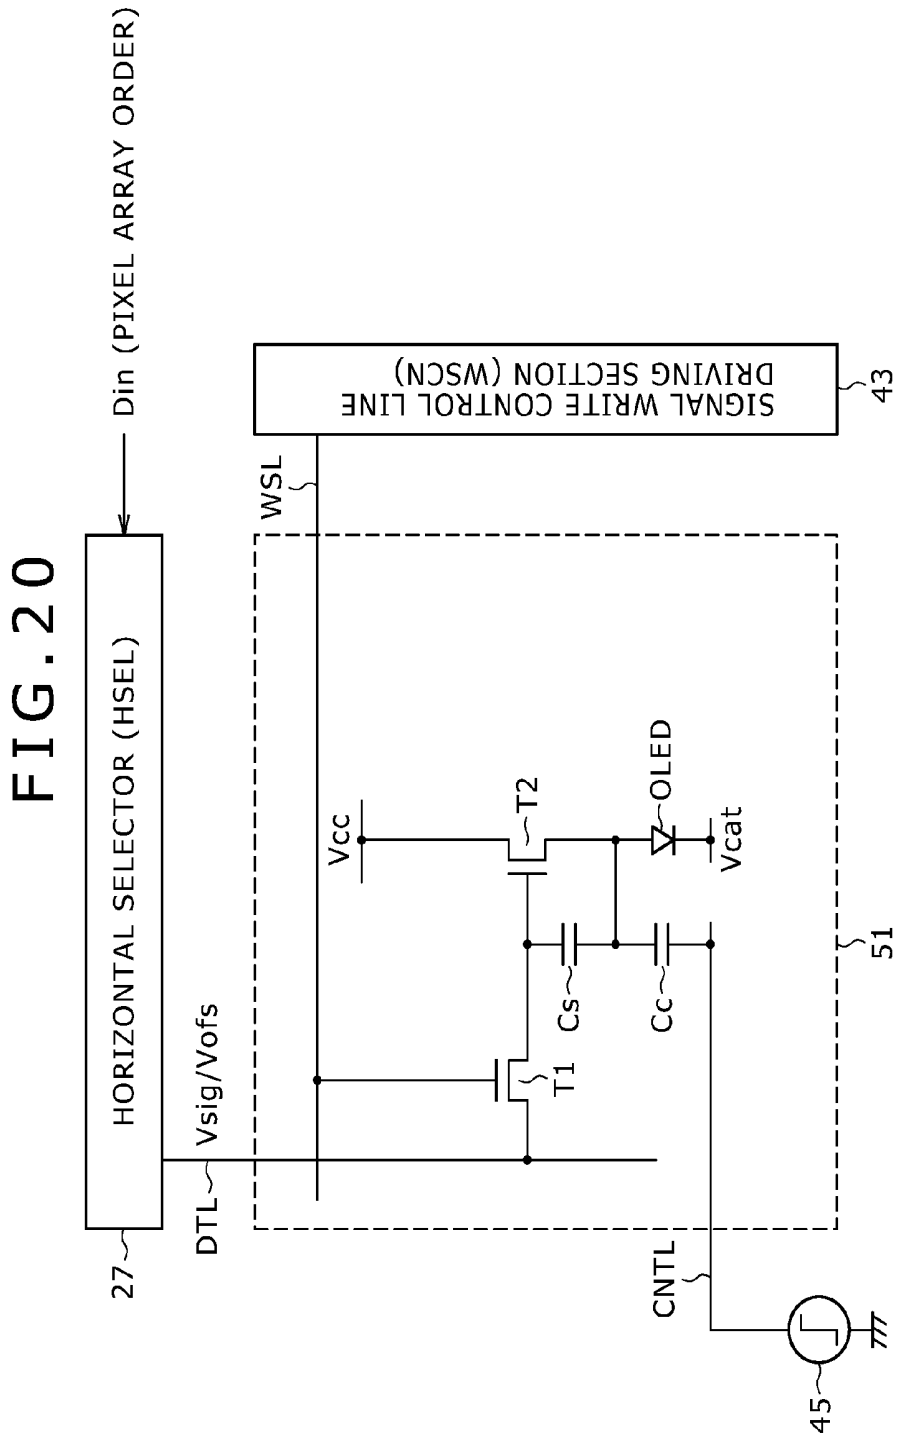 FIG.20
Din (PIXEL ARRAY ORDER)
HORIZONTAL SELECTOR (HSEL)
27
DTL
Vsig/Vofs
WSL
SIGNAL WRITE CONTROL LINE
DRIVING SECTION (WSCN)
43
Vcc
T2
T1
Cs
Cc
OLED
Vcat
51
CNTL
45